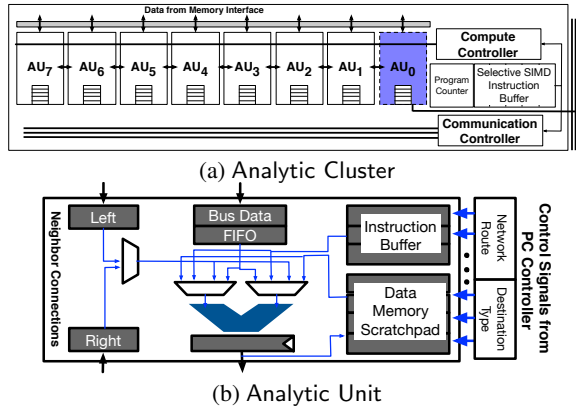 Data from Memory Interface
AU7
AU6
AU5
AU4
AU3
AU2
AU1
AU0
Compute
Controller
Program
Counter
Selective SIMD
Instruction
Buffer
Communication
Controller
(a) Analytic Cluster
Neighbor Connections
Left
Right
Bus Data
FIFO
Instruction
Buffer
Data
Memory
Scratchpad
Network
Route
Destination
Type
Control Signals from
PC Controller
(b) Analytic Unit